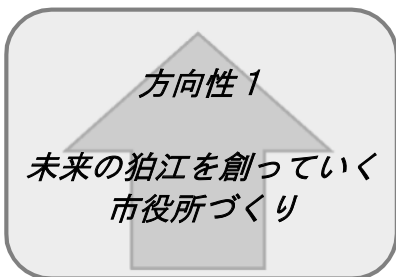 方向性１
未来の狛江を創っていく
市役所づくり